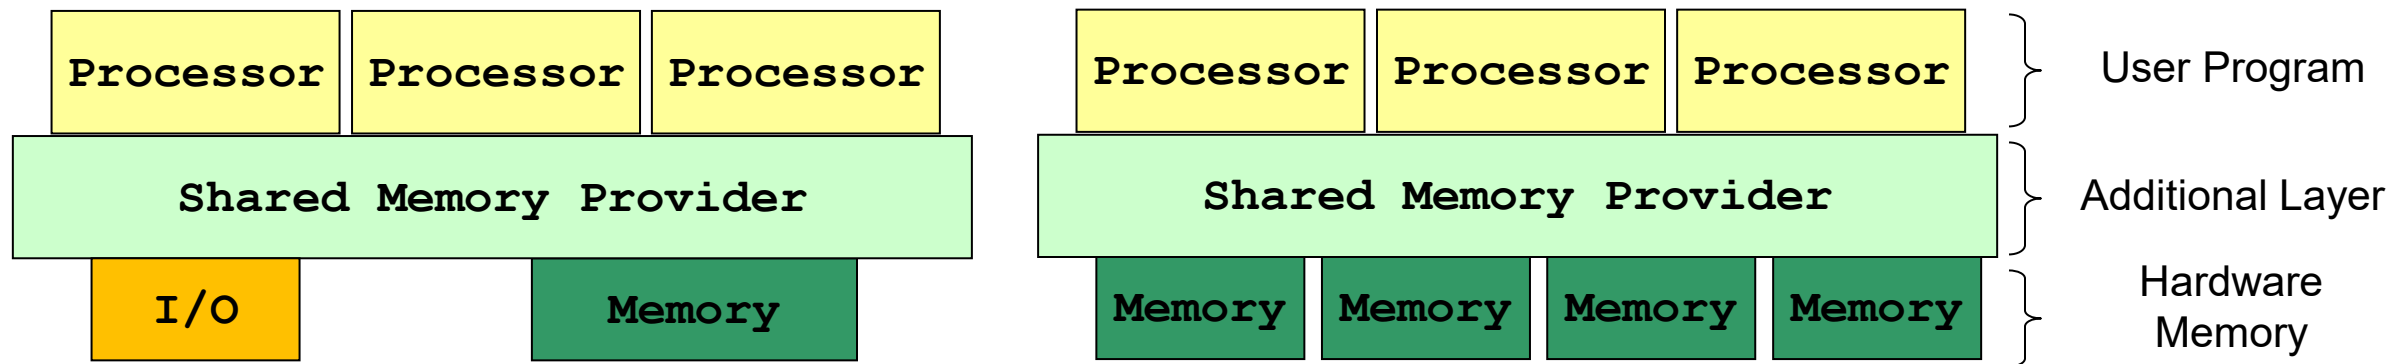 Processor Processor Processor
Shared Memory Provider
I/O Memory
Processor Processor Processor
Shared Memory Provider
Memory Memory Memory Memory
User Program
Additional Layer
Hardware
Memory